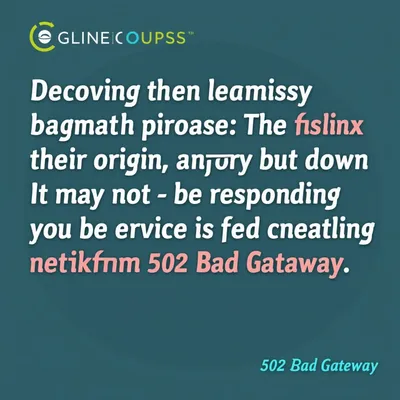 GLINE|COUPSS™
Decoving then leamissy
bagmath piroase: The fislinx
their origin, anjury but down
It may not - be responding
you be ervice is fed cneatling
netikfnm 502 Bad Gataway.
502 Bad Gateway